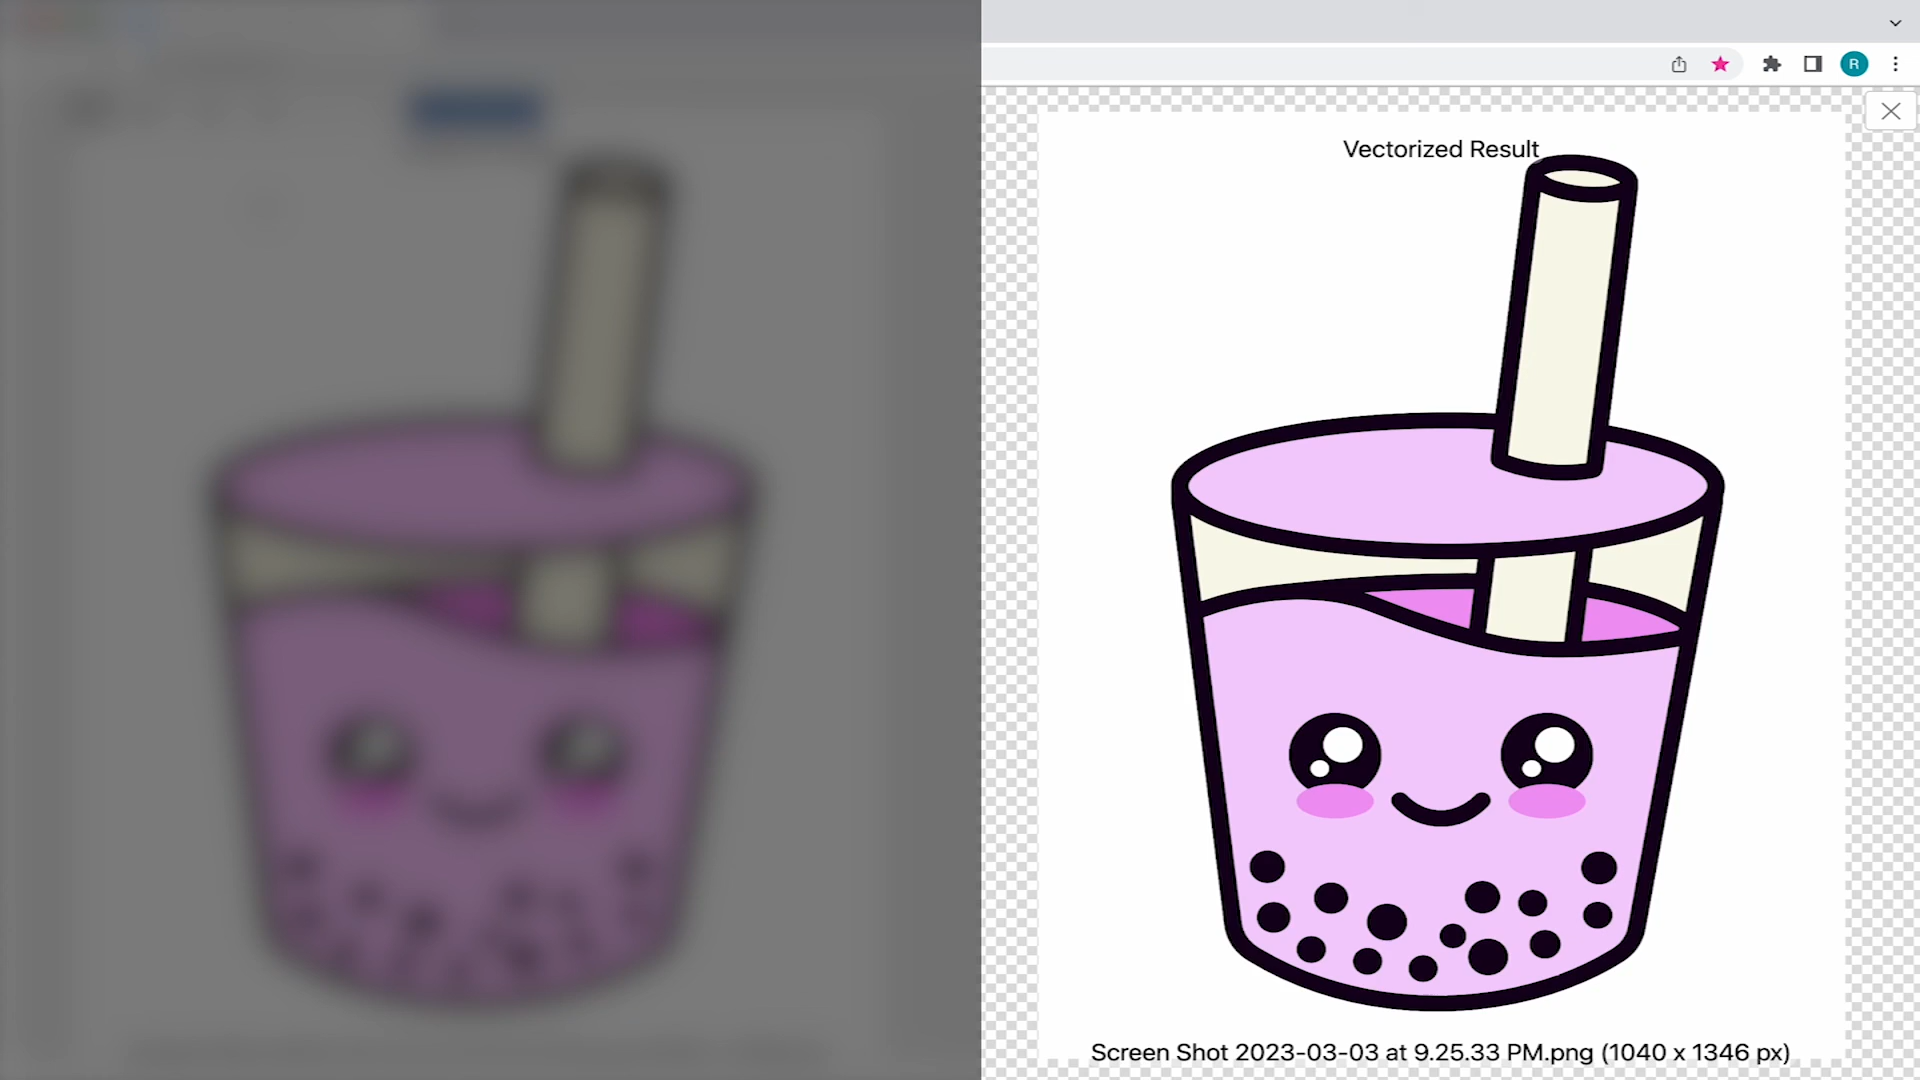 R
Vectorized Result
Screen Shot 2023-03-03 at 9.25.33 PM.png (1040 x 1346 px)